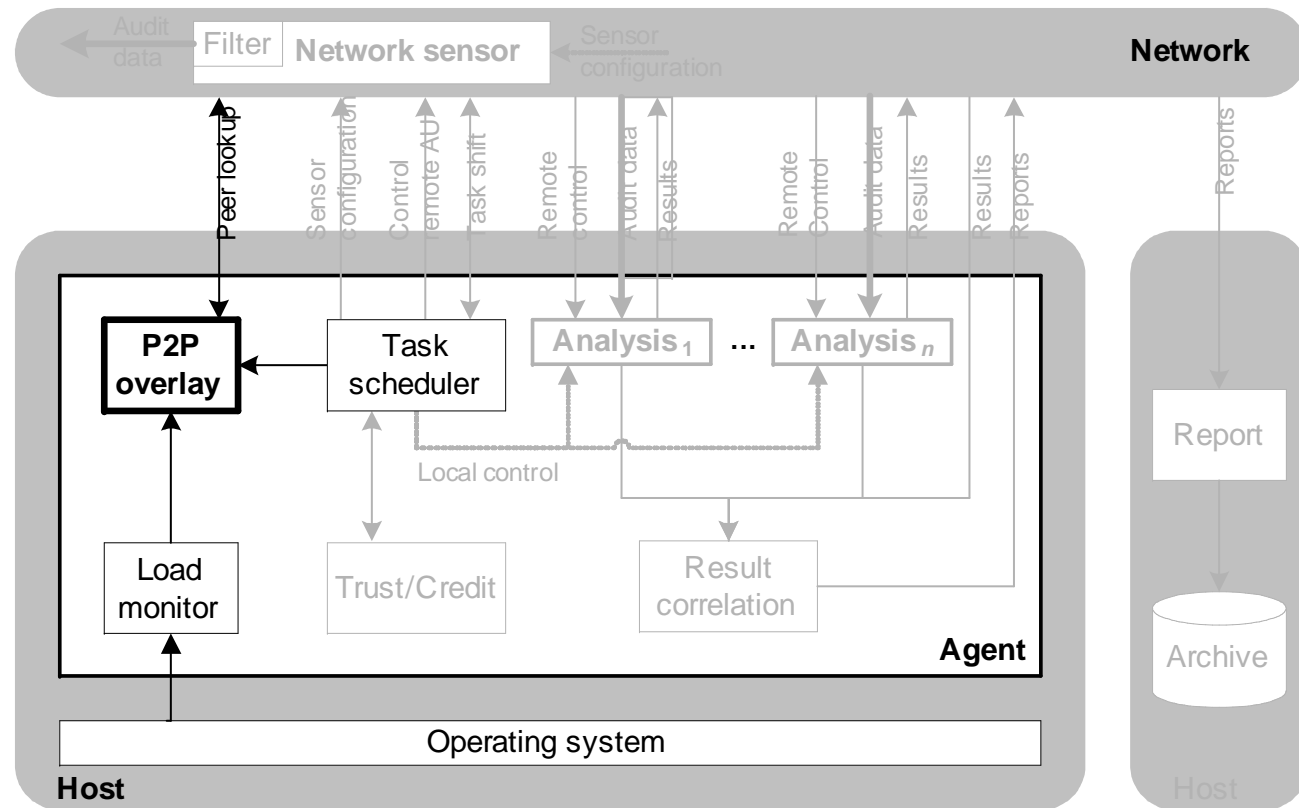 Audit
data
Filter
Network sensor
Sensor
configuration
Network
Peer lookup
Sensor
configuration
Control
remote AU
Task shift
Remote
control
Audit data
Results
Remote
Control
Audit data
Results
Results
Reports
Reports
P2P
overlay
Task
scheduler
Analysis 1
...
Analysis n
Local control
Load
monitor
Trust/Credit
Result
correlation
Agent
Report
Archive
Operating system
Host
Host